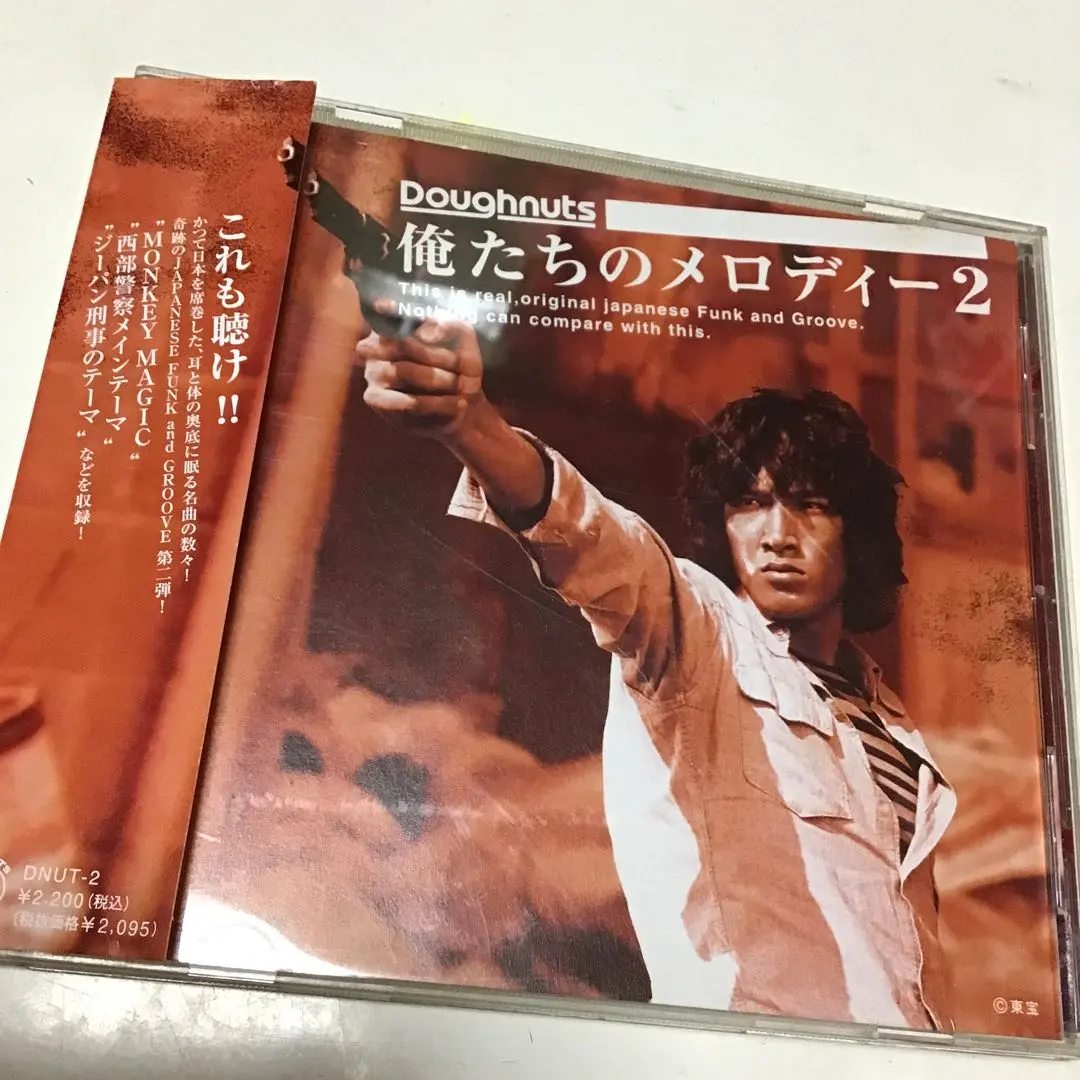 これも聴け!!
かつて日本を席巻した、耳と体の奥底に眠る名曲の数々!
奇跡のJAPANESE FUNK and GROOVE 第二弾!
"MONKEY MAGIC"
"西部警察メインテーマ"
"ジーパン刑事のテーマ"などを収録!
DNUT-2
¥2.200(税込)
(税抜価格¥2,095)
Doughnuts
俺たちのメロディー2
This is real,original japanese Funk and Groove.
Nothing can compare with this.
©東宝